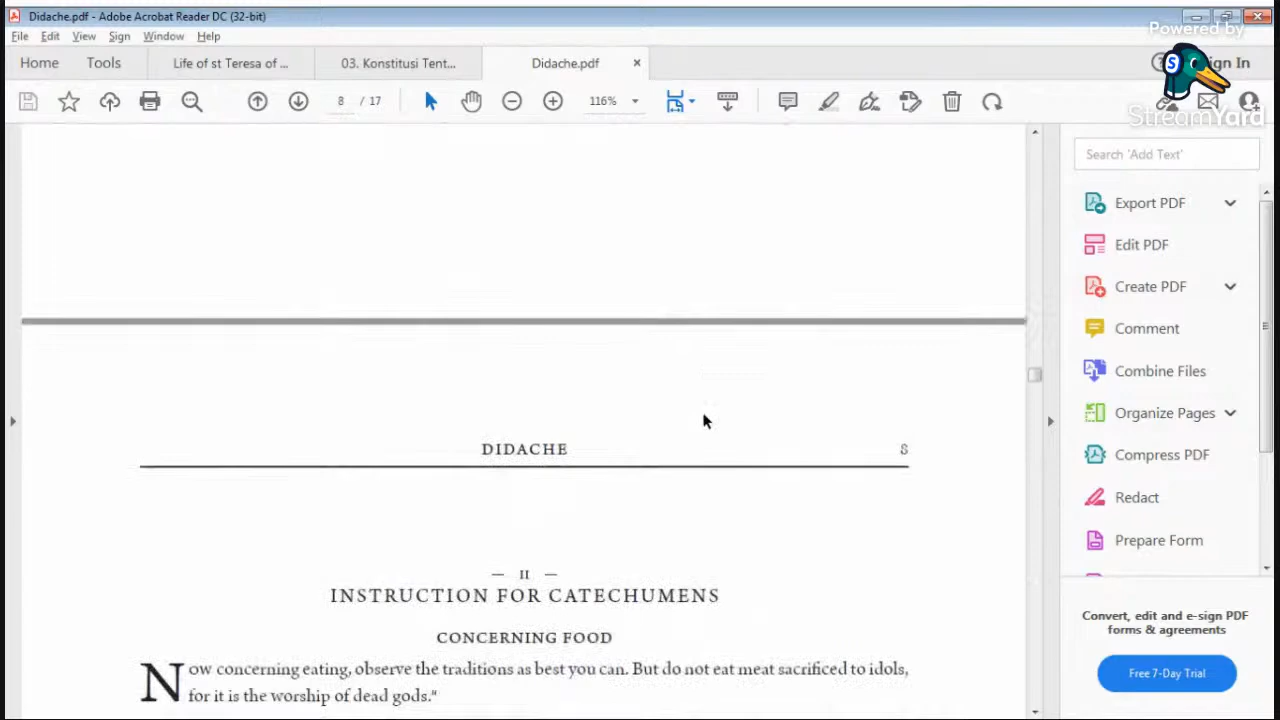 Didache.pdf - Adobe Acrobat Reader DC (32-bit)
File Edit View Sign Window Help
Powered by
StreamYard
Home Tools Life of st Teresa of ... 03. Konstitusi Tent... Didache.pdf × Sign In
8 / 17 116%
Search 'Add Text'
Export PDF
Edit PDF
Create PDF
Comment
Combine Files
Organize Pages
Compress PDF
Redact
Prepare Form
Convert, edit and e-sign PDF
forms & agreements
Free 7-Day Trial
DIDACHE 8
— II —
INSTRUCTION FOR CATECHUMENS
CONCERNING FOOD
Now concerning eating, observe the traditions as best you can. But do not eat meat sacrificed to idols,
for it is the worship of dead gods.